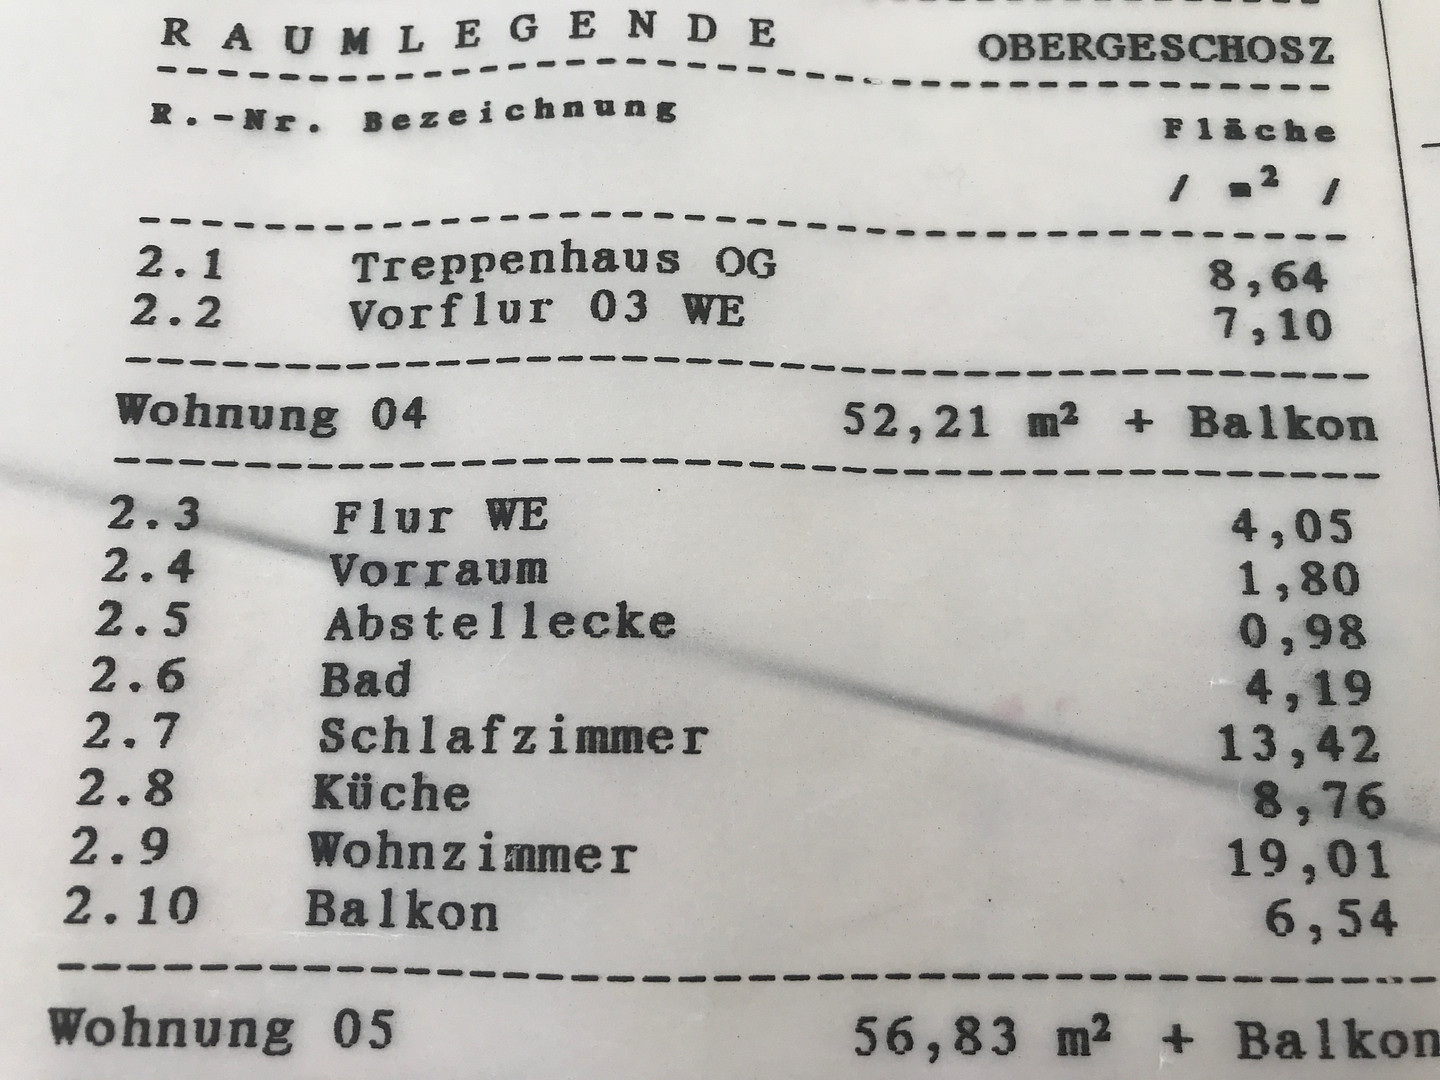 RAUMLEGENDE OBERGESCHOSZ
R.-Nr. Bezeichnung Fläche
/ m² /
2.1 Treppenhaus OG 8,64
2.2 Vorflur 03 WE 7,10
Wohnung 04 52,21 m² + Balkon
2.3 Flur WE 4,05
2.4 Vorraum 1,80
2.5 Abstellecke 0,98
2.6 Bad 4,19
2.7 Schlafzimmer 13,42
2.8 Küche 8,76
2.9 Wohnzimmer 19,01
2.10 Balkon 6,54
Wohnung 05 56,83 m² + Balkon